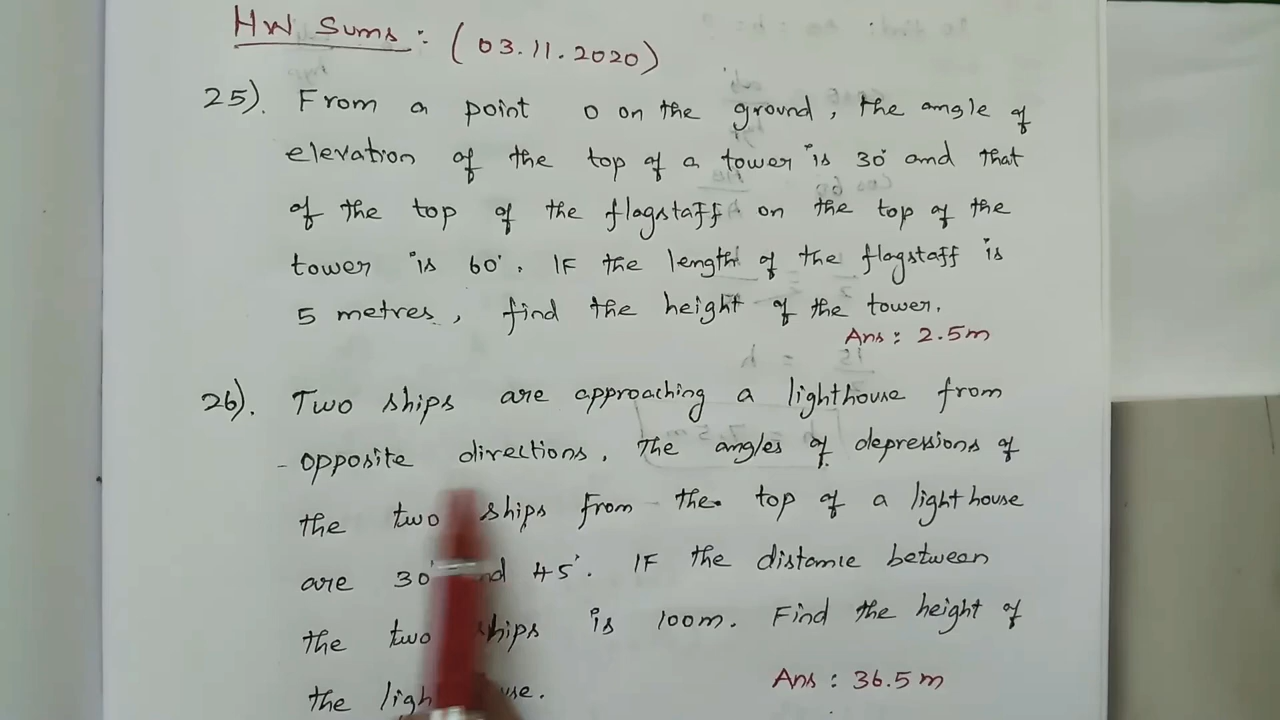 HW Sums : (03.11.2020)
25). From a point O on the ground, the angle of
elevation of the top of a tower is 30° and that
of the top of the flagstaff on the top of the
tower is 60°. IF the length of the flagstaff is
5 metres, find the height of the tower.
Ans : 2.5m
26). Two ships are approaching a lighthouse from
opposite directions. The angles of depressions of
the two ships from the top of a light house
are 30° 45°. IF the distance between
the two ships is 100m. Find the height of
the
Ans : 36.5m